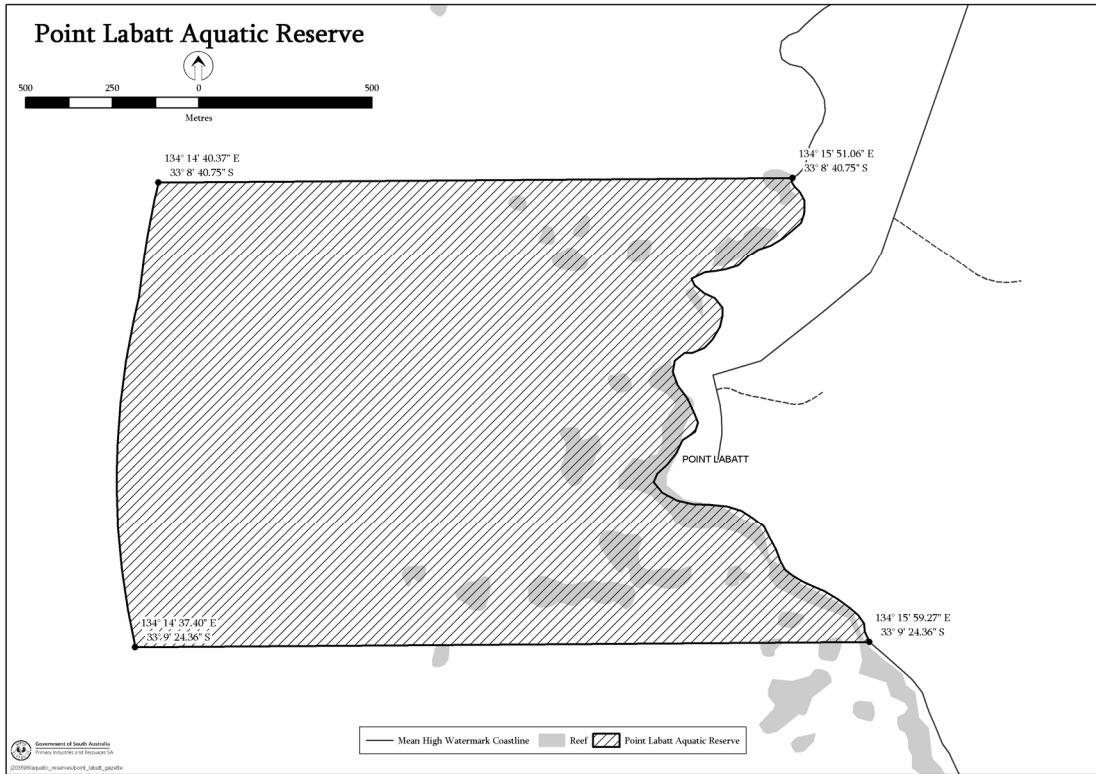 Point Labatt Aquatic Reserve
500 250 0 500
Metres
134° 14' 40.37" E
33° 8' 40.75" S
134° 15' 51.06" E
33° 8' 40.75" S
POINT LABATT
134° 14' 37.40" E
33° 9' 24.36" S
134° 15' 59.27" E
33° 9' 24.36" S
Mean High Watermark Coastline Reef Point Labatt Aquatic Reserve
Government of South Australia
Primary Industries and Resources SA